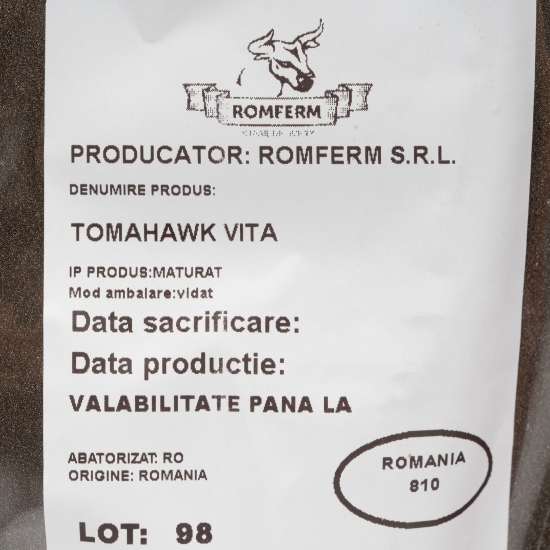 ROMFERM
PRODUCATOR: ROMFERM S.R.L.
DENUMIRE PRODUS:
TOMAHAWK VITA
IP PRODUS:MATURAT
Mod ambalare:vidat
Data sacrificare:
Data productie:
VALABILITATE PANA LA
ABATORIZAT: RO
ORIGINE: ROMANIA
ROMANIA
810
LOT: 98